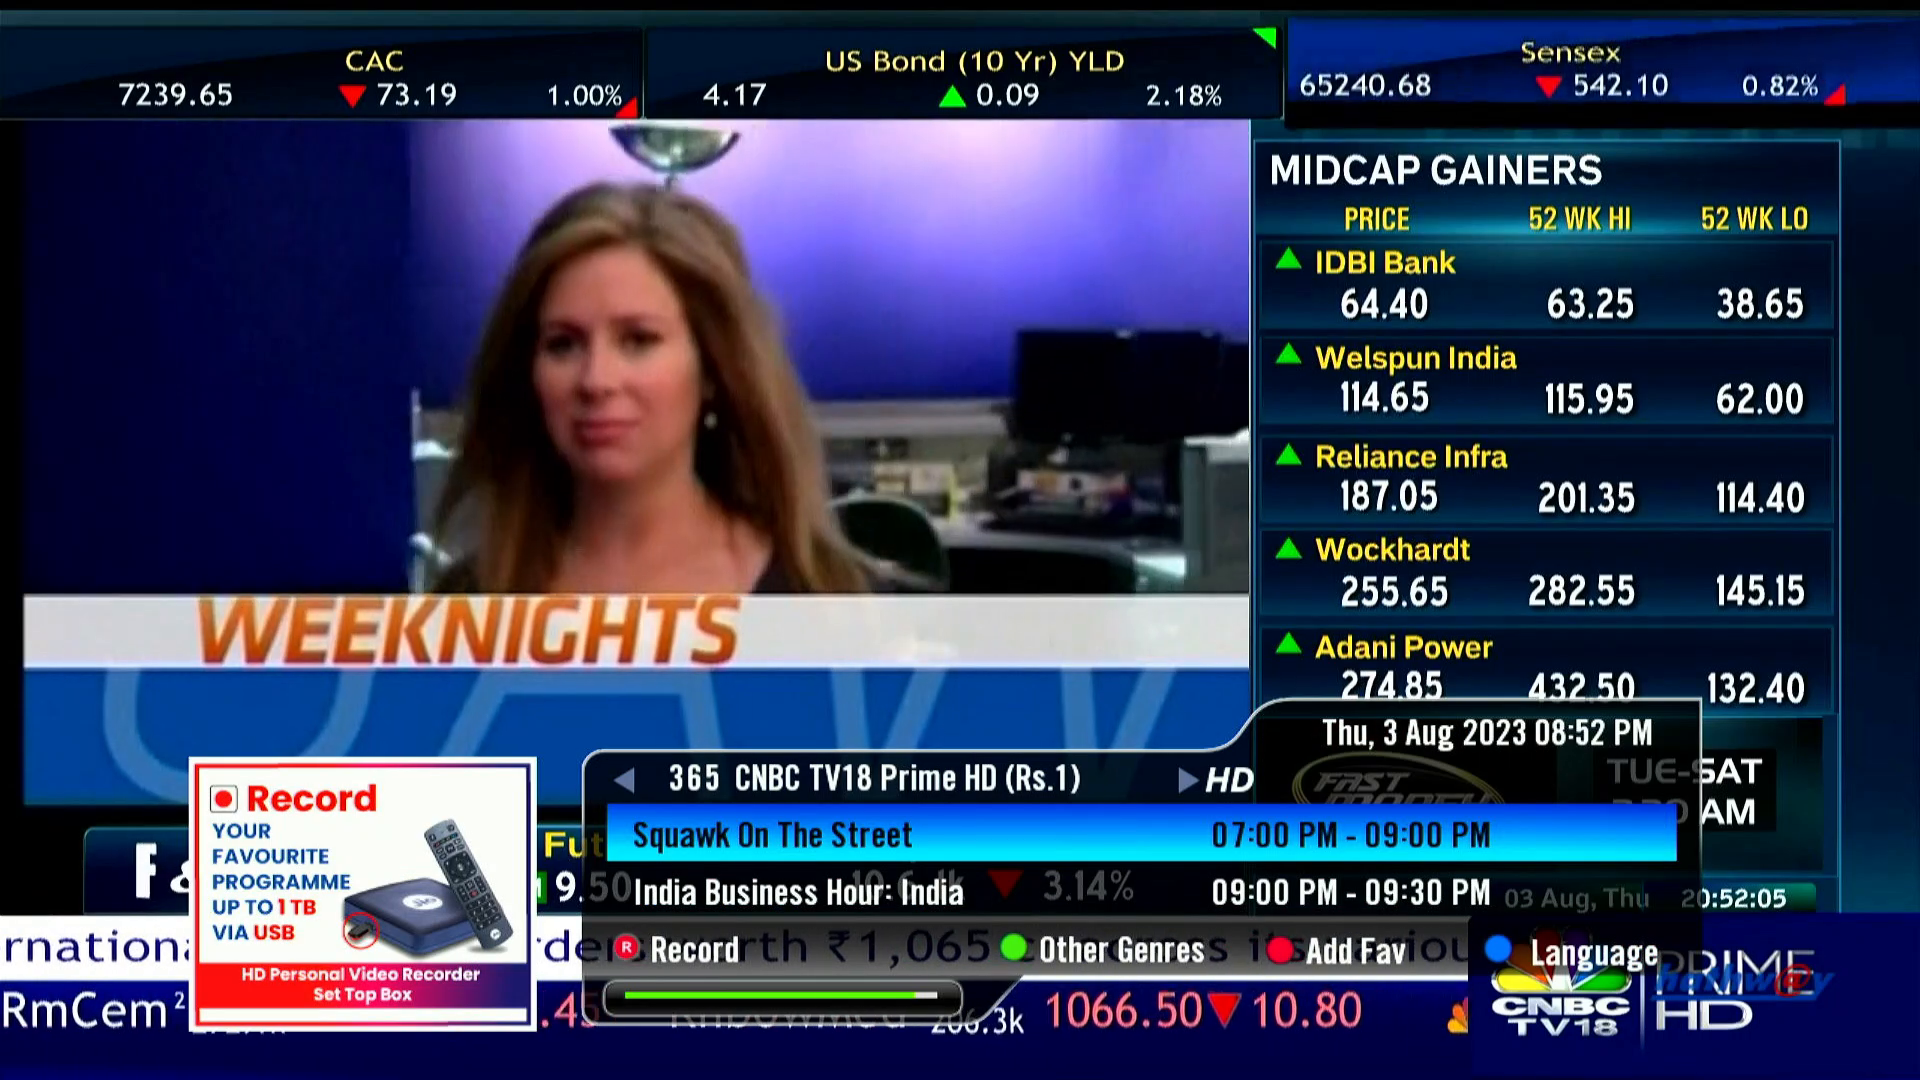 CAC
7239.65 ▼ 73.19 1.00%
US Bond (10 Yr) YLD
4.17 ▲ 0.09 2.18%
Sensex
65240.68 ▼ 542.10 0.82%
MIDCAP GAINERS
PRICE 52 WK HI 52 WK LO
▲ IDBI Bank
64.40 63.25 38.65
▲ Welspun India
114.65 115.95 62.00
▲ Reliance Infra
187.05 201.35 114.40
▲ Wockhardt
255.65 282.55 145.15
▲ Adani Power
274.85 432.50 132.40
WEEKNIGHTS
Thu, 3 Aug 2023 08:52 PM
365 CNBC TV18 Prime HD (Rs.1) HD
FAST MONEY
TUE-SAT
AM
Squawk On The Street 07:00 PM - 09:00 PM
India Business Hour: India 09:00 PM - 09:30 PM
Record
YOUR
FAVOURITE
PROGRAMME
UP TO 1 TB
VIA USB
HD Personal Video Recorder
Set Top Box
F &
Fut
9.50
▼ 3.14%
03 Aug, Thu 20:52:05
R Record Other Genres Add Fav Language
₹1,065
1066.50 ▼ 10.80
CNBC
TV18
PRIME
HD
hathway